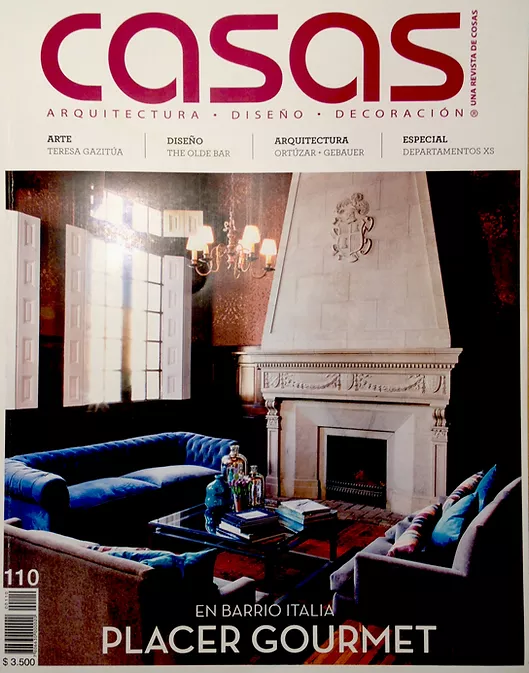 casas
UNA REVISTA DE COSAS
ARQUITECTURA • DISEÑO • DECORACIÓN®
ARTE
TERESA GAZITÚA
DISEÑO
THE OLDE BAR
ARQUITECTURA
ORTÚZAR • GEBAUER
ESPECIAL
DEPARTAMENTOS XS
110
EN BARRIO ITALIA
PLACER GOURMET
$ 3.500